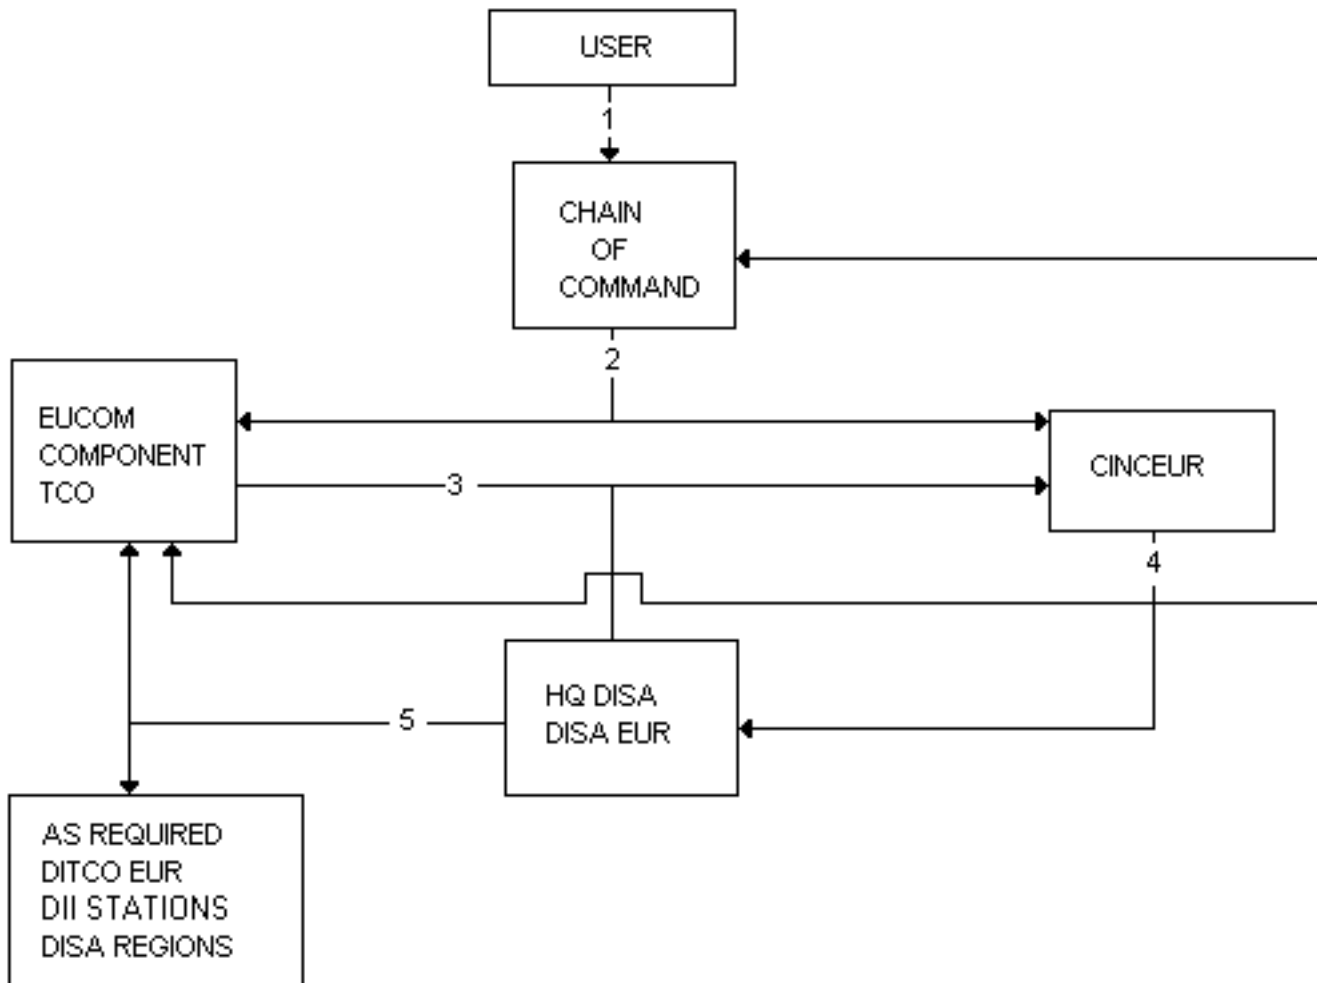 USER
1
CHAIN
OF
COMMAND
2
EUCOM
COMPONENT
TCO
3
CINCEUR
4
HQ DISA
DISA EUR
5
AS REQUIRED
DITCO EUR
DII STATIONS
DISA REGIONS